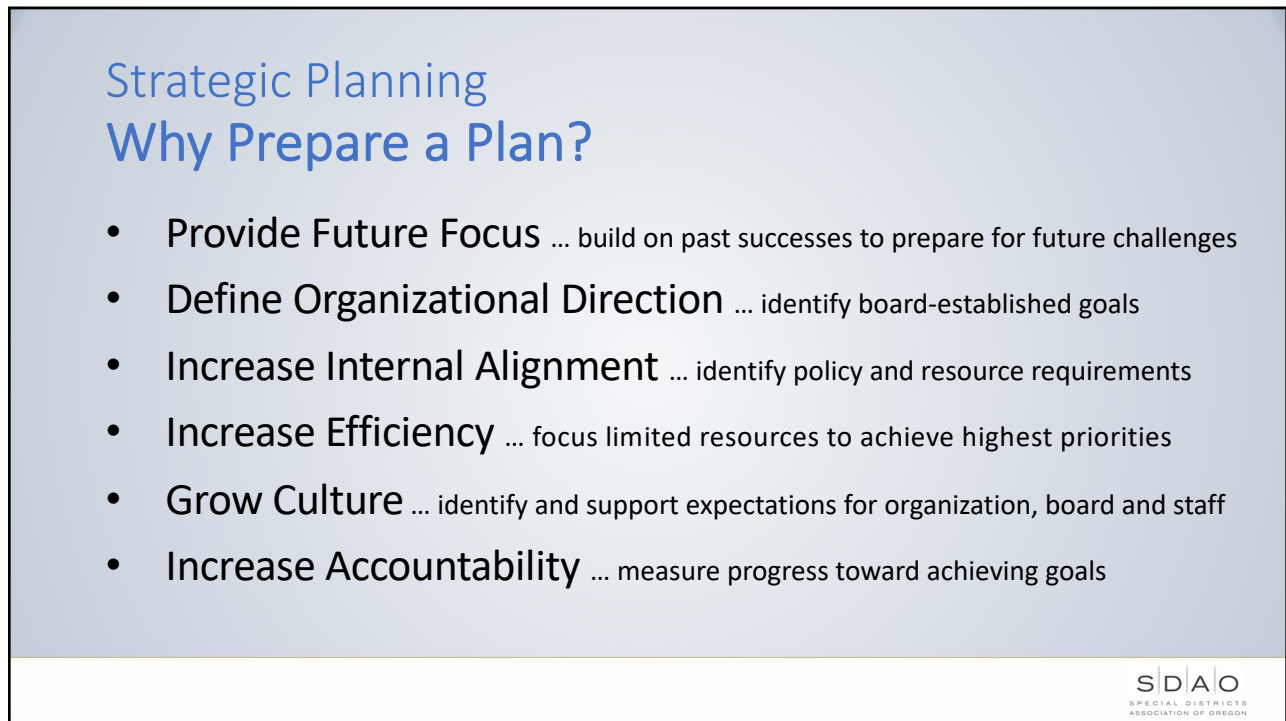 Strategic Planning
Why Prepare a Plan?
• Provide Future Focus … build on past successes to prepare for future challenges
• Define Organizational Direction … identify board-established goals
• Increase Internal Alignment … identify policy and resource requirements
• Increase Efficiency … focus limited resources to achieve highest priorities
• Grow Culture … identify and support expectations for organization, board and staff
• Increase Accountability … measure progress toward achieving goals
S|D|A|O
SPECIAL DISTRICTS
ASSOCIATION OF OREGON